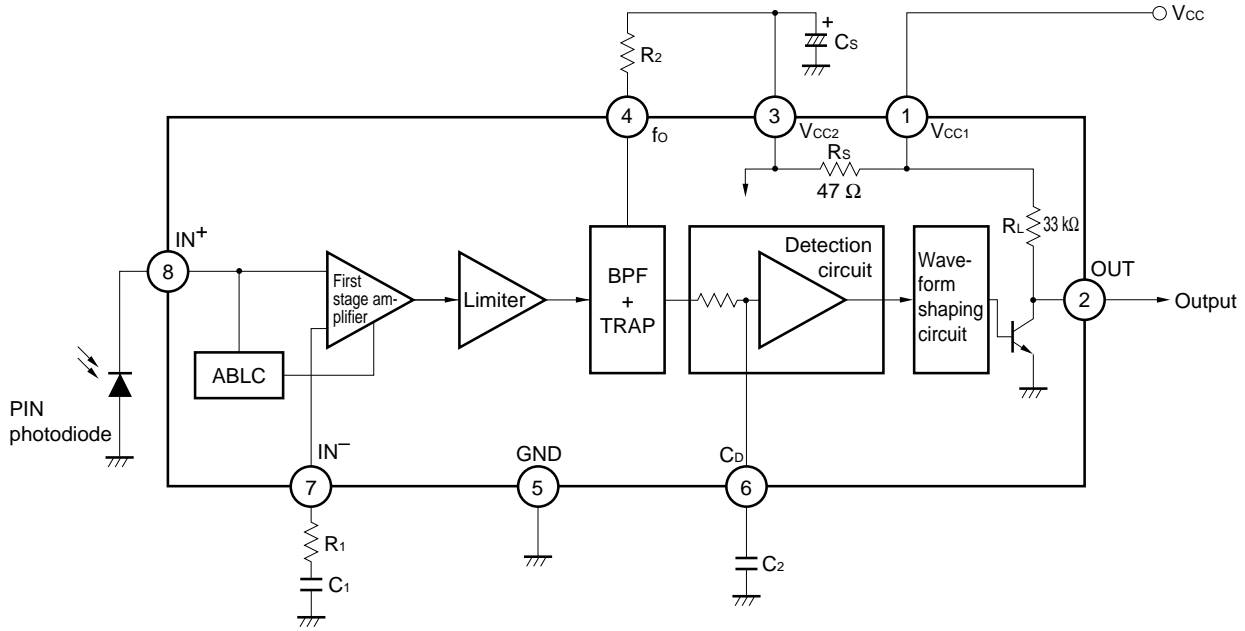 VCC
+
CS
R2
4
3
1
fO
VCC2
VCC1
RS
47 Ω
RL 33 kΩ
IN+
8
First
stage am-
plifier
Limiter
BPF
+
TRAP
Detection
circuit
Wave-
form
shaping
circuit
OUT
2
Output
ABLC
PIN
photodiode
IN−
GND
CD
7
5
6
R1
C1
C2